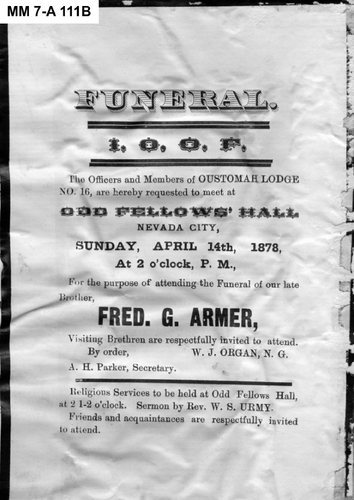 MM 7-A 111B
FUNERAL.
I. O. O. F.
The Officers and Members of OUSTOMAH LODGE
NO. 16, are hereby requested to meet at
ODD FELLOWS' HALL
NEVADA CITY,
SUNDAY, APRIL 14th, 1878,
At 2 o'clock, P. M.,
For the purpose of attending the Funeral of our late
Brother,
FRED. G. ARMER,
Visiting Brethren are respectfully invited to attend.
By order, W. J. ORGAN, N. G.
A. H. Parker, Secretary.
Religious Services to be held at Odd Fellows Hall,
at 2 1-2 o'clock. Sermon by Rev. W. S. URMY.
Friends and acquaintances are respectfully invited
to attend.